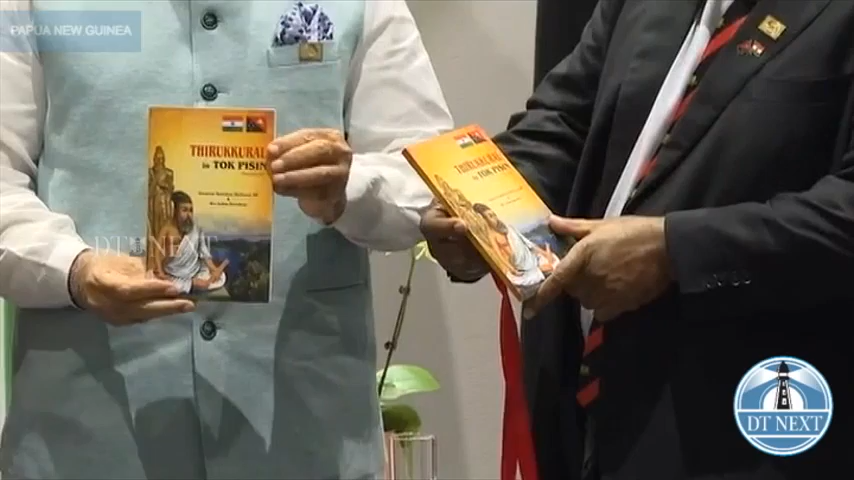 PAPUA NEW GUINEA
THIRUKKURAL
in TOK PISIN
THIRUKKURAL
in TOK PISIN
DT NEXT
DT NEXT